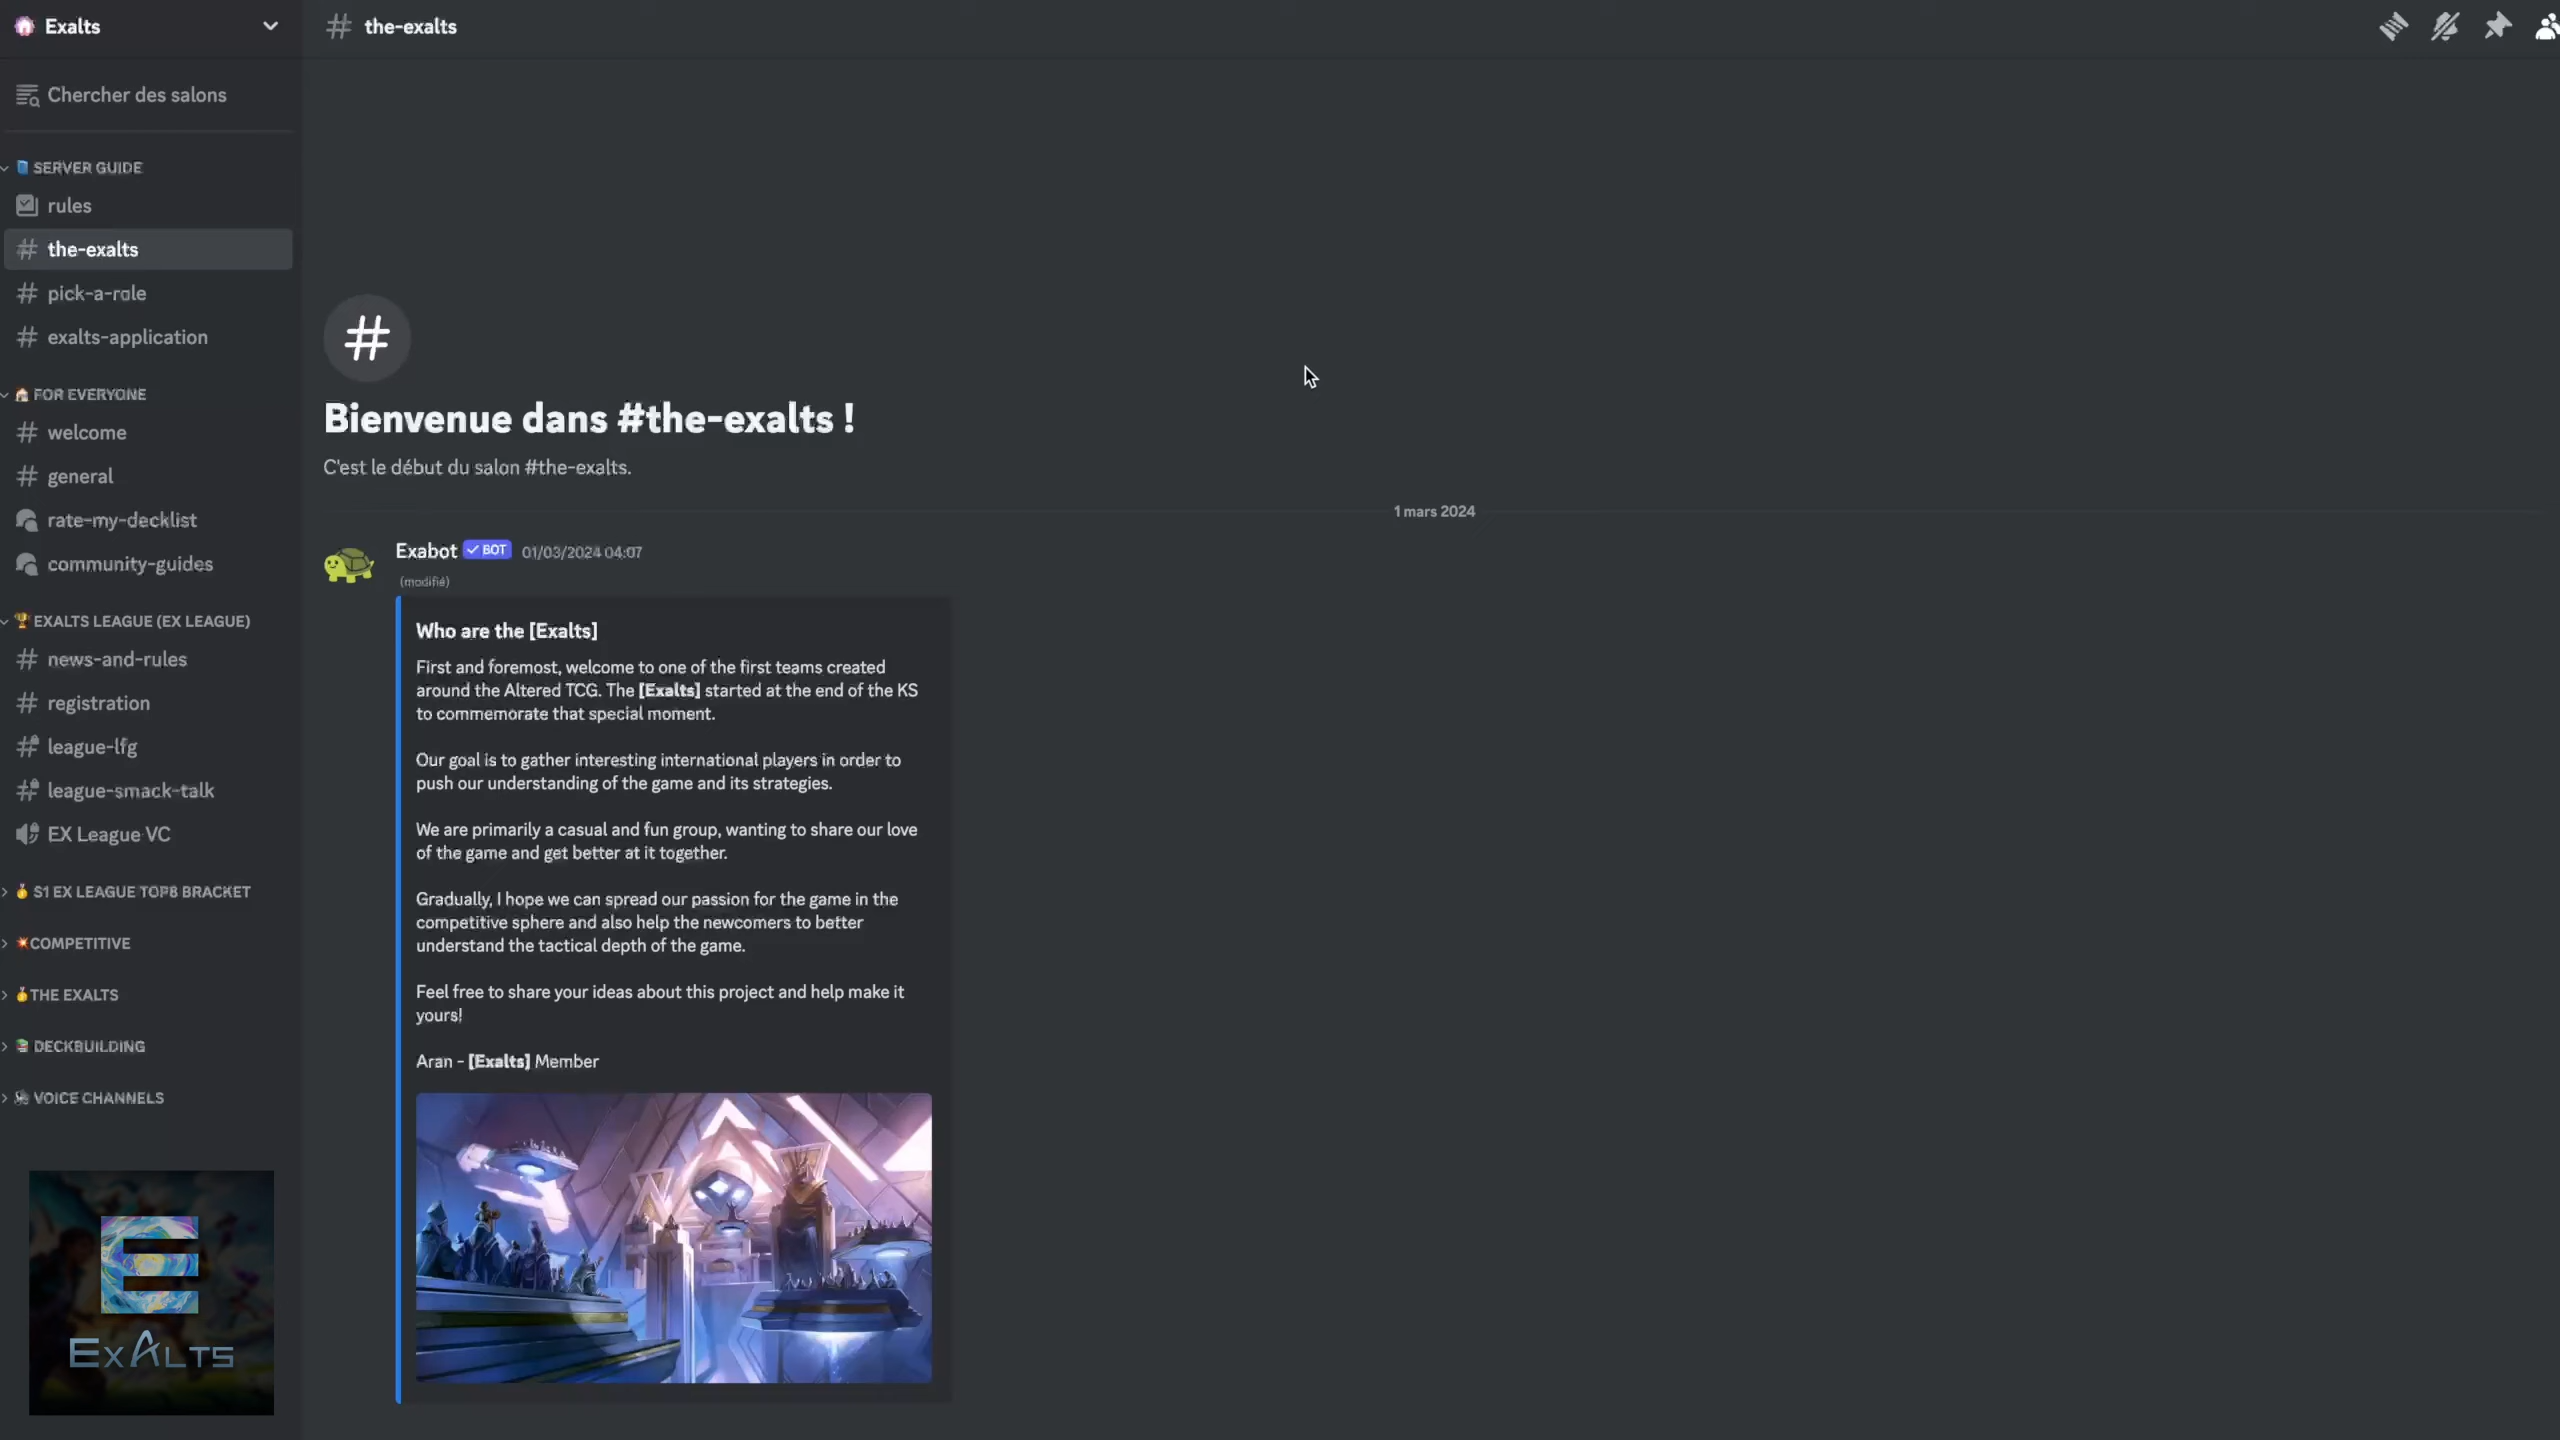 Exalts
Chercher des salons
SERVER GUIDE
rules
the-exalts
pick-a-role
exalts-application
FOR EVERYONE
welcome
general
rate-my-decklist
community-guides
EXALTS LEAGUE (EX LEAGUE)
news-and-rules
registration
league-lfg
league-smack-talk
EX League VC
S1 EX LEAGUE TOP8 BRACKET
COMPETITIVE
THE EXALTS
DECKBUILDING
VOICE CHANNELS
E
EXALTS
# the-exalts
#
Bienvenue dans #the-exalts !
C'est le début du salon #the-exalts.
1 mars 2024
Exabot BOT 01/03/2024 04:07
(modifié)
Who are the [Exalts]
First and foremost, welcome to one of the first teams created
around the Altered TCG. The [Exalts] started at the end of the KS
to commemorate that special moment.
Our goal is to gather interesting international players in order to
push our understanding of the game and its strategies.
We are primarily a casual and fun group, wanting to share our love
of the game and get better at it together.
Gradually, I hope we can spread our passion for the game in the
competitive sphere and also help the newcomers to better
understand the tactical depth of the game.
Feel free to share your ideas about this project and help make it
yours!
Aran - [Exalts] Member